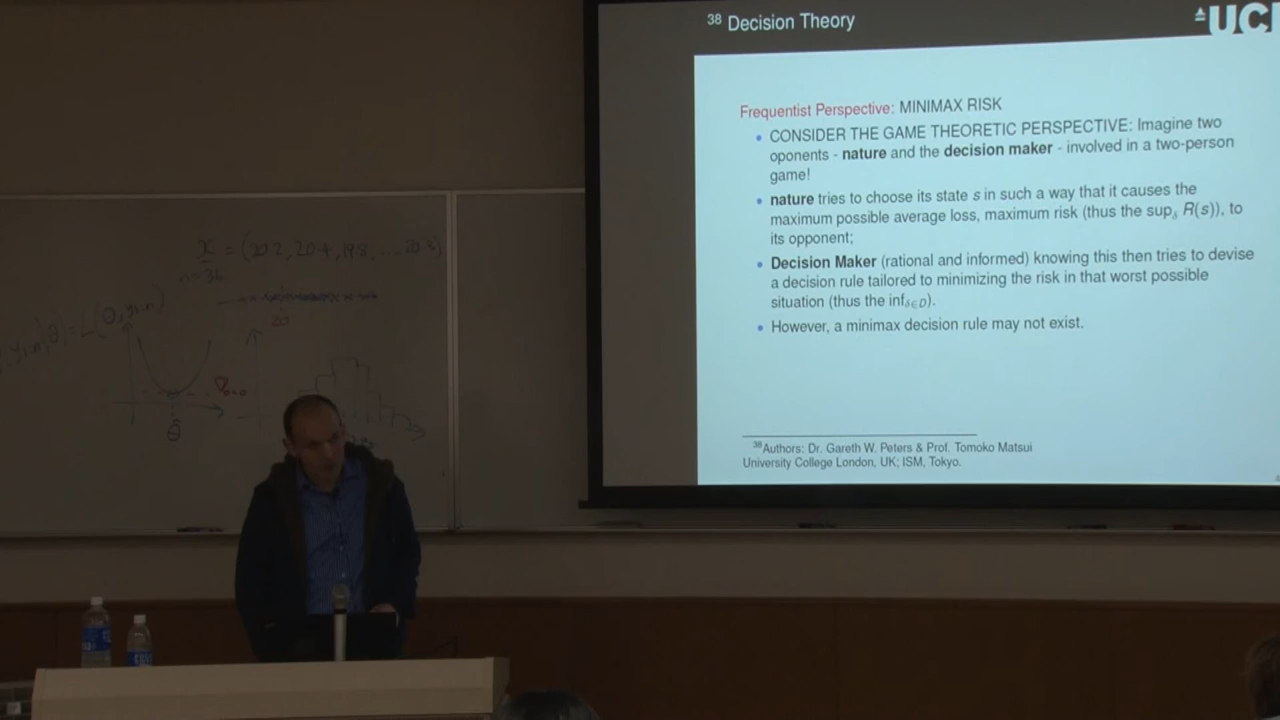 38 Decision Theory
UCL
Frequentist Perspective: MINIMAX RISK
• CONSIDER THE GAME THEORETIC PERSPECTIVE: Imagine two
oponents - nature and the decision maker - involved in a two-person
game!
• nature tries to choose its state s in such a way that it causes the
maximum possible average loss, maximum risk (thus the sup_s R(s)), to
its opponent;
• Decision Maker (rational and informed) knowing this then tries to devise
a decision rule tailored to minimizing the risk in that worst possible
situation (thus the inf_{s∈D}).
• However, a minimax decision rule may not exist.
38Authors: Dr. Gareth W. Peters & Prof. Tomoko Matsui
University College London, UK; ISM, Tokyo.
n=36
20